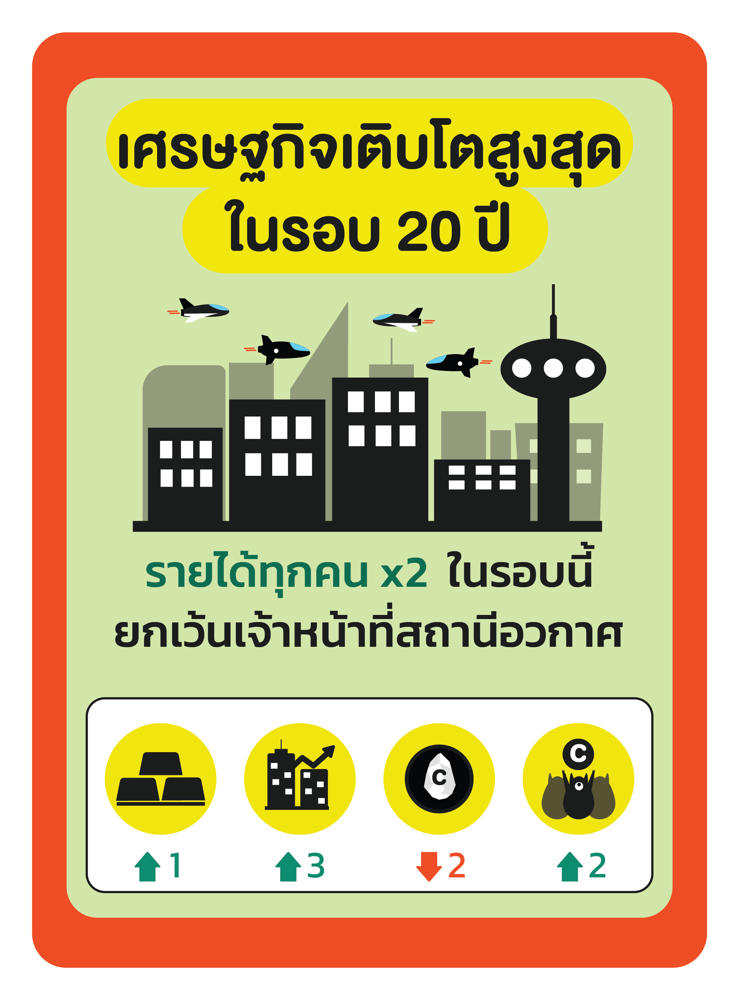 เศรษฐกิจเติบโตสูงสุด
ในรอบ 20 ปี
รายได้ทุกคน x2 ในรอบนี้
ยกเว้นเจ้าหน้าที่สถานีอวกาศ
C
C
1
3
2
2